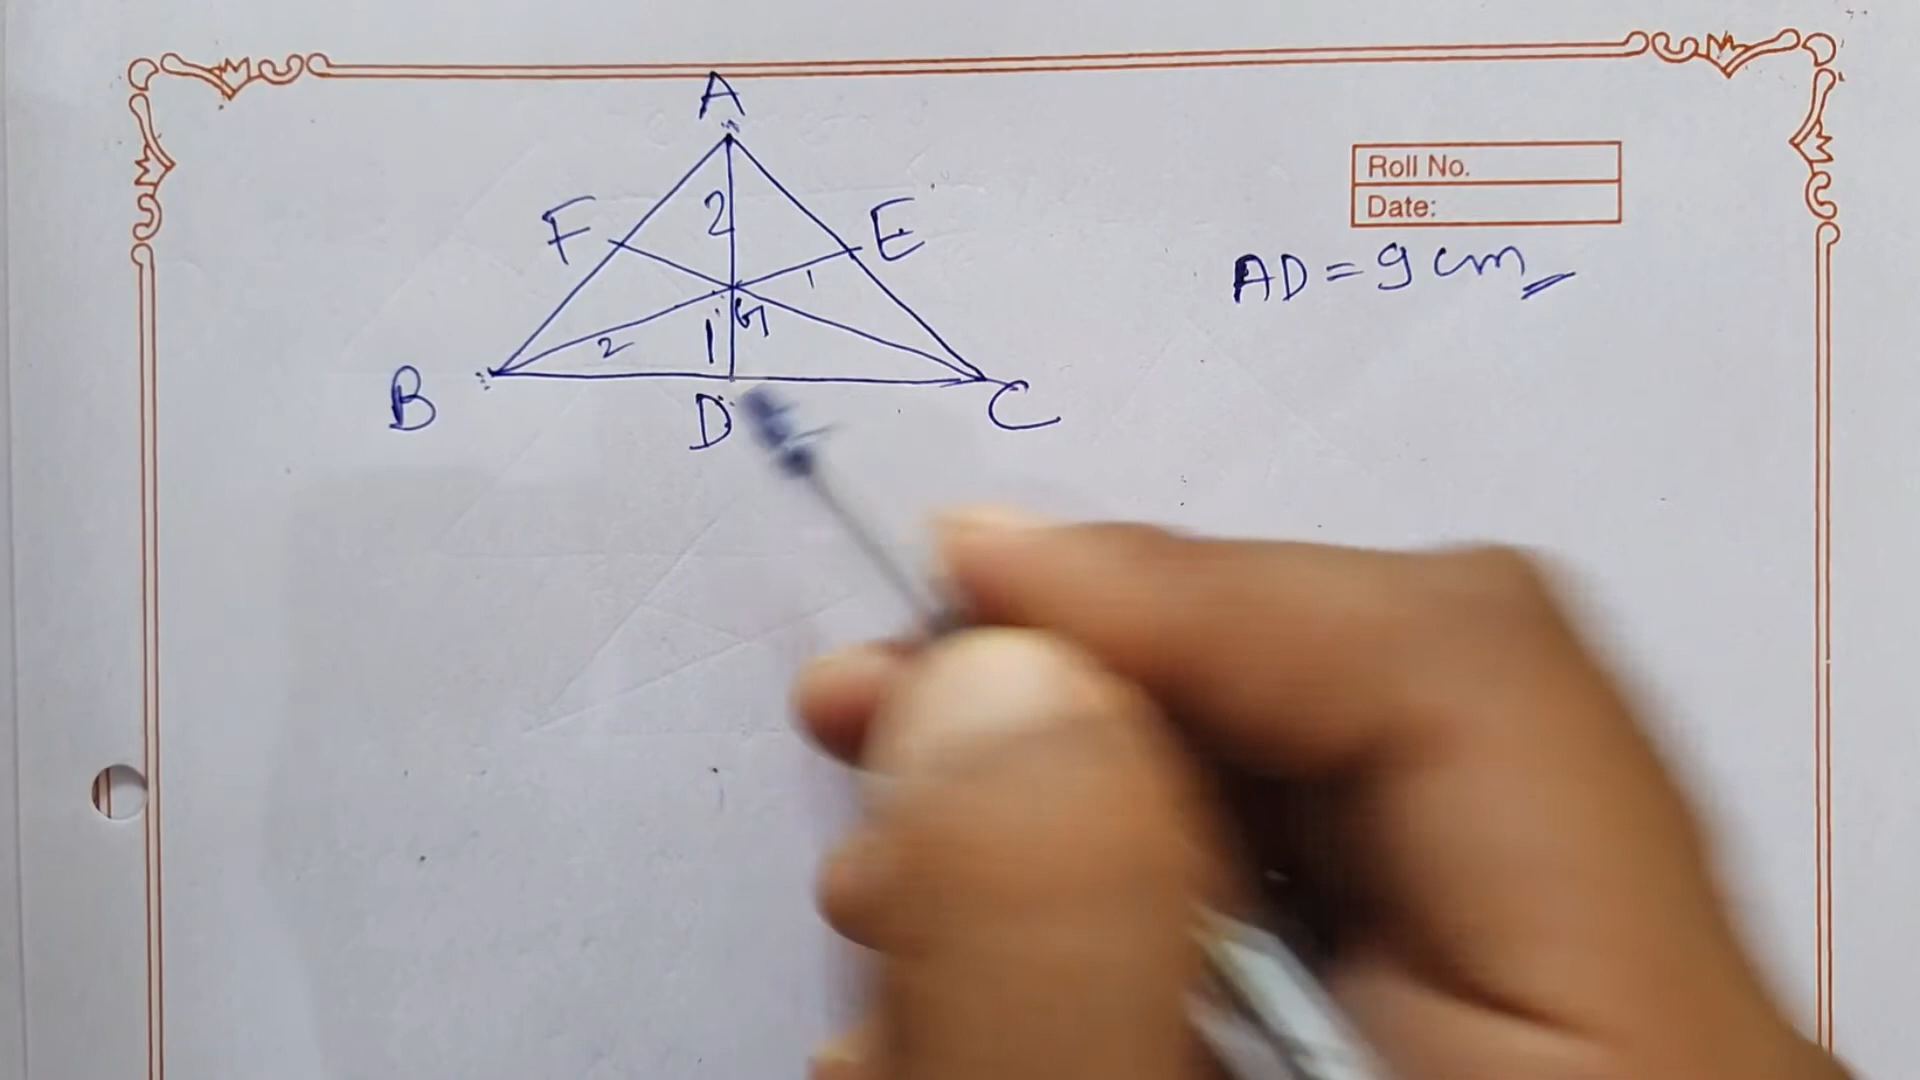 A
Roll No.
Date:
F 2 E
AD = 9 cm
1
G
2 1
B D C